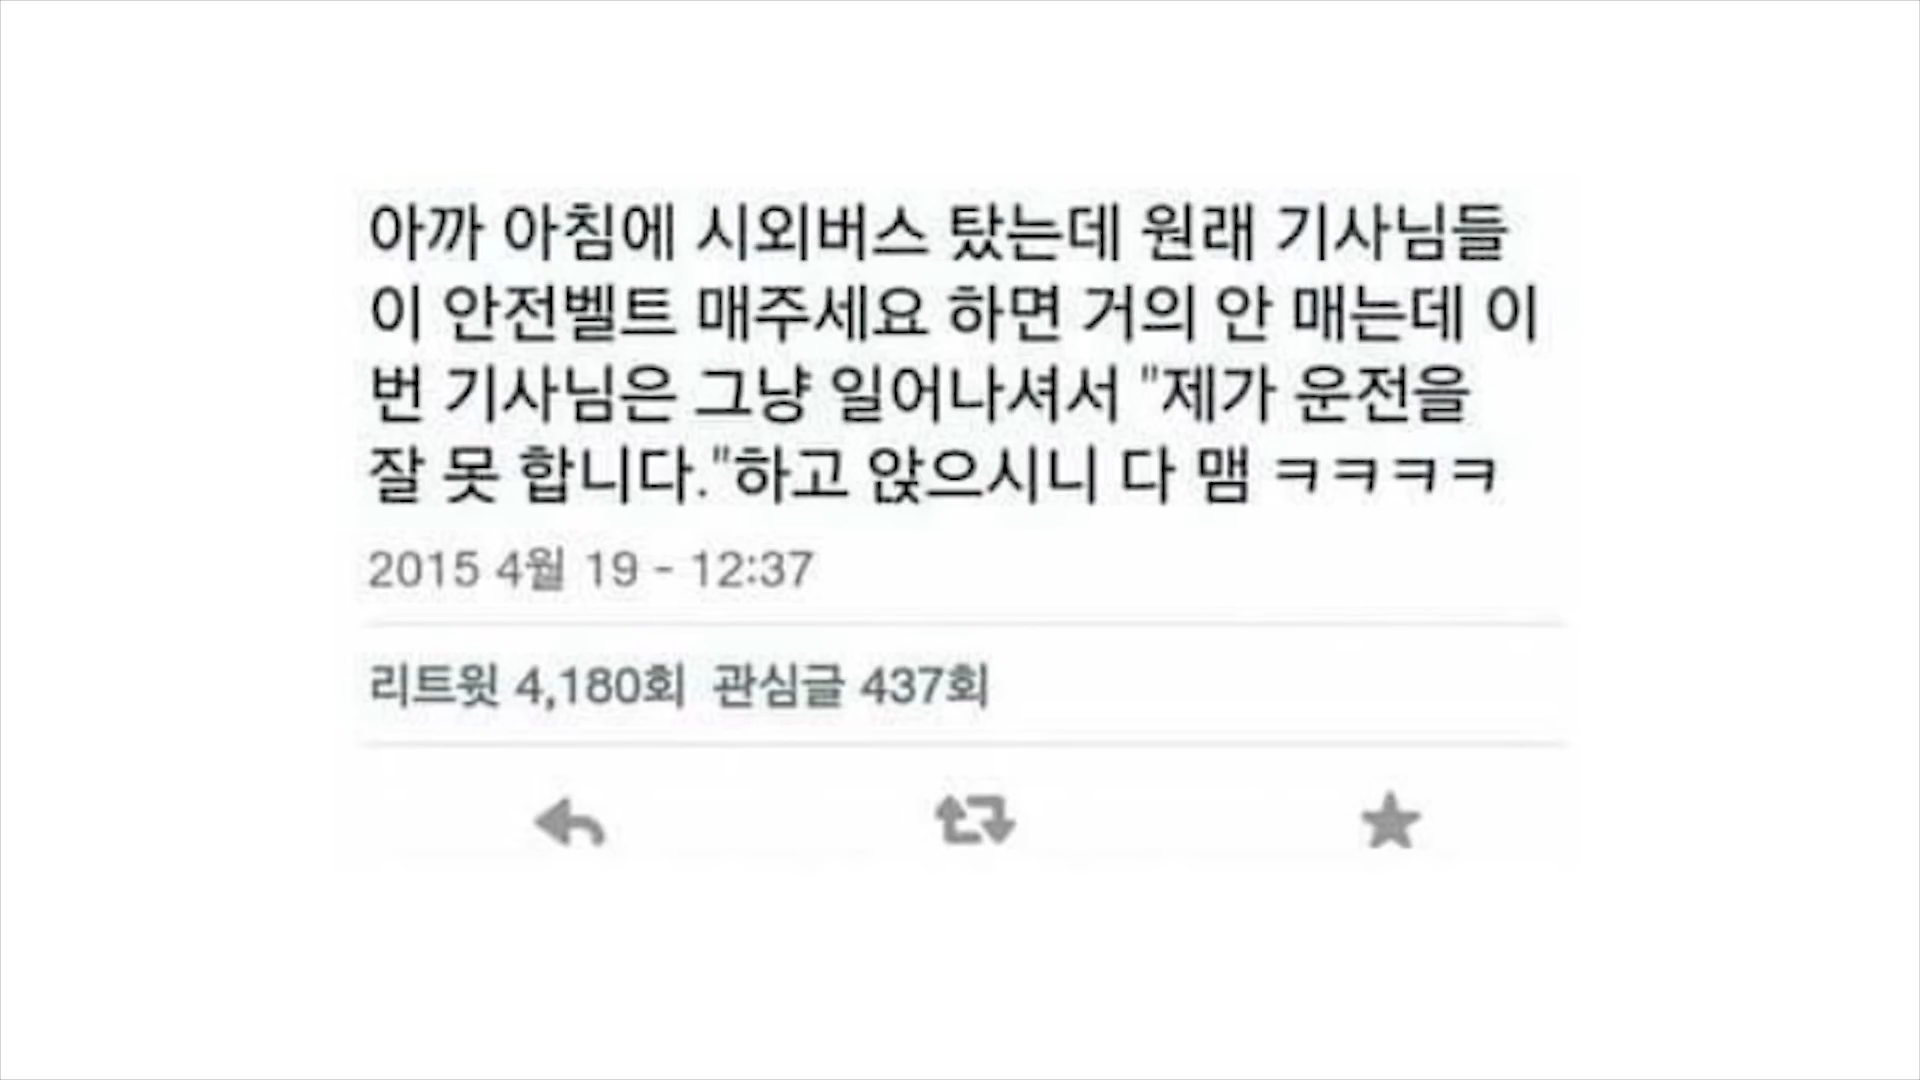 아까 아침에 시외버스 탔는데 원래 기사님들
이 안전벨트 매주세요 하면 거의 안 매는데 이
번 기사님은 그냥 일어나셔서 "제가 운전을
잘 못 합니다."하고 앉으시니 다 맴 ㅋㅋㅋㅋ
2015 4월 19 - 12:37
리트윗 4,180회 관심글 437회